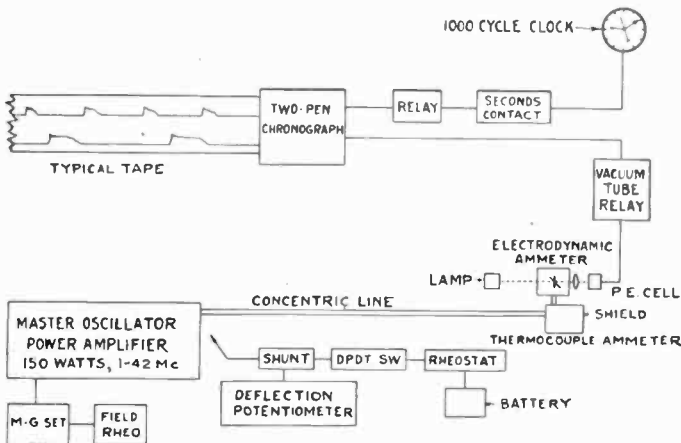 1000 CYCLE CLOCK
TWO-PEN
CHRONOGRAPH
RELAY
SECONDS
CONTACT
TYPICAL TAPE
VACUUM
TUBE
RELAY
ELECTRODYNAMIC
AMMETER
LAMP
P.E. CELL
CONCENTRIC LINE
SHIELD
THERMOCOUPLE AMMETER
MASTER OSCILLATOR
POWER AMPLIFIER
150 WATTS, 1-42 Mc
SHUNT
DPDT SW
RHEOSTAT
DEFLECTION
POTENTIOMETER
BATTERY
M-G SET
FIELD
RHEO